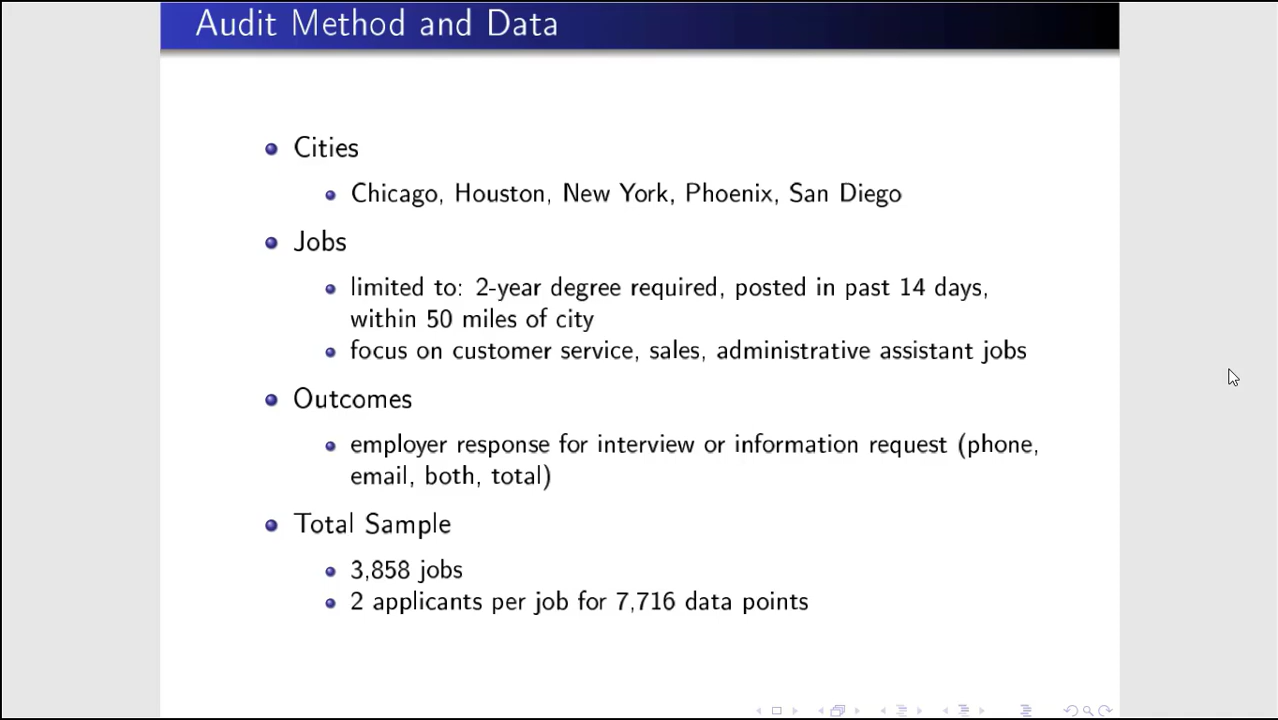 Audit Method and Data
Cities
Chicago, Houston, New York, Phoenix, San Diego
Jobs
limited to: 2-year degree required, posted in past 14 days,
within 50 miles of city
focus on customer service, sales, administrative assistant jobs
Outcomes
employer response for interview or information request (phone,
email, both, total)
Total Sample
3,858 jobs
2 applicants per job for 7,716 data points